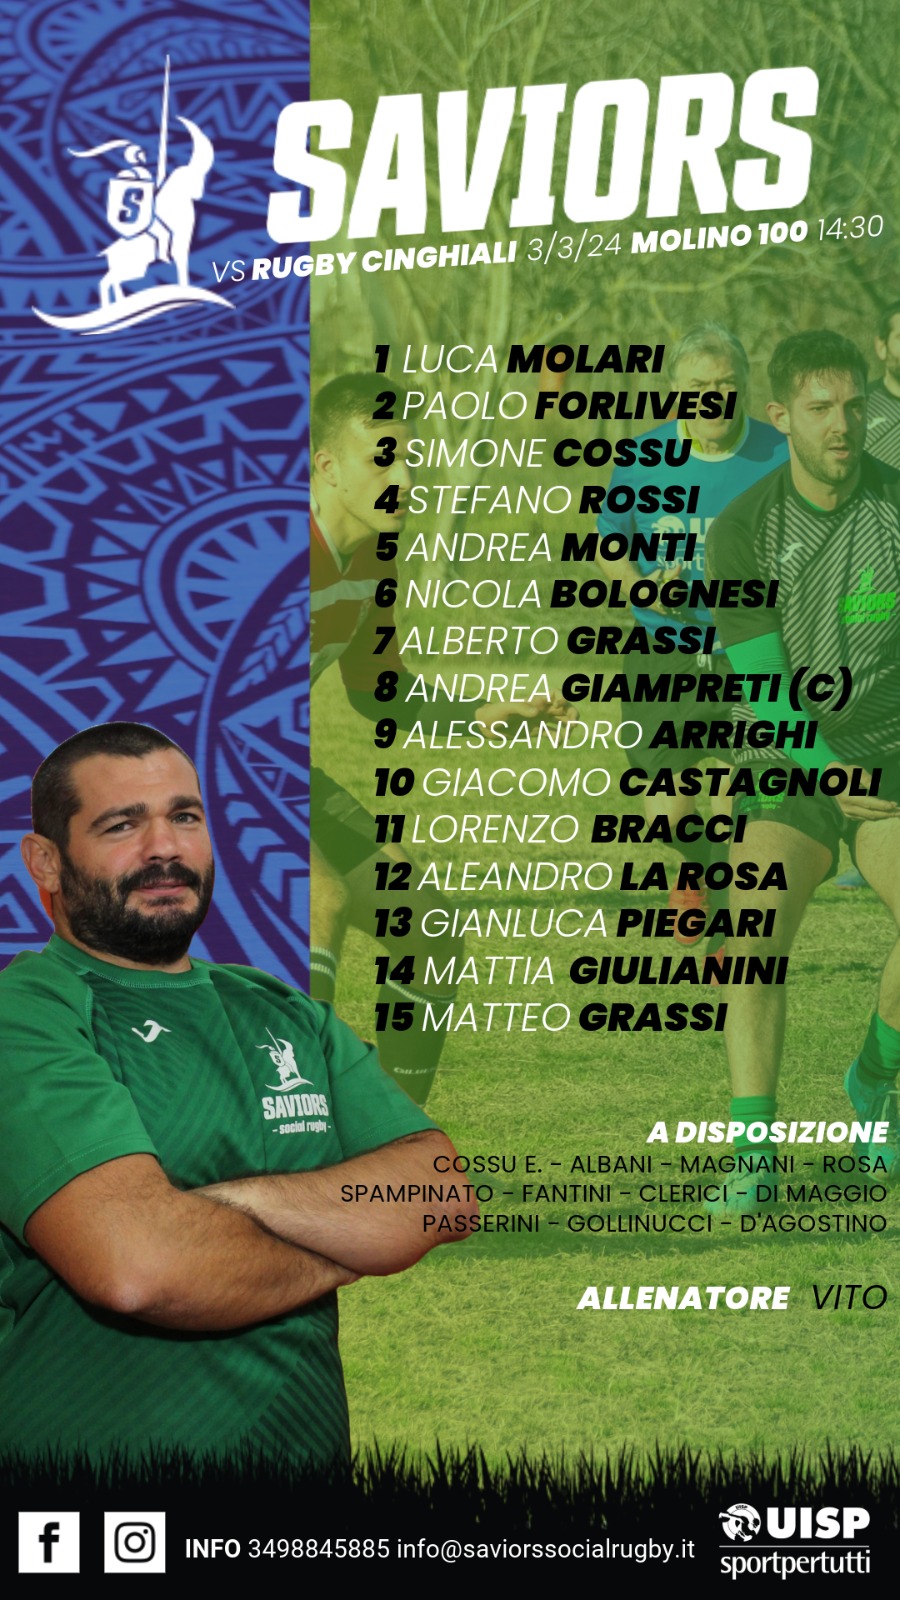 SAVIORS
VS RUGBY CINGHIALI 3/3/24 MOLINO 100 14:30
1 LUCA MOLARI
2 PAOLO FORLIVESI
3 SIMONE COSSU
4 STEFANO ROSSI
5 ANDREA MONTI
6 NICOLA BOLOGNESI
7 ALBERTO GRASSI
8 ANDREA GIAMPRETI (C)
9 ALESSANDRO ARRIGHI
10 GIACOMO CASTAGNOLI
11 LORENZO BRACCI
12 ALEANDRO LA ROSA
13 GIANLUCA PIEGARI
14 MATTIA GIULIANINI
15 MATTEO GRASSI
SAVIORS
- social rugby -
A DISPOSIZIONE
COSSU E. - ALBANI - MAGNANI - ROSA
SPAMPINATO - FANTINI - CLERICI - DI MAGGIO
PASSERINI - GOLLINUCCI - D'AGOSTINO
ALLENATORE VITO
INFO 3498845885 info@saviorssocialrugby.it
UISP
sportpertutti